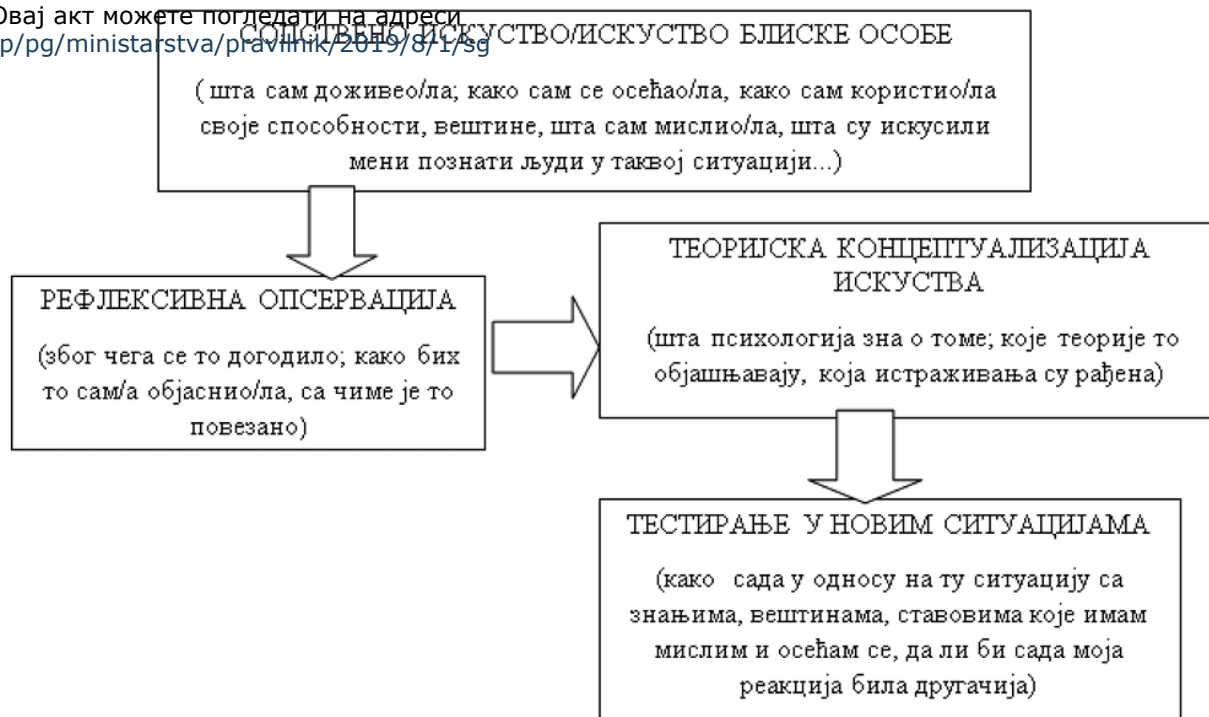 Овај акт можете погледати на адреси
p/pg/ministarstva/pravilnik/2019/8/1/sg
СОПСТВЕНО ИСКУСТВО/ИСКУСТВО БЛИСКЕ ОСОБЕ
( шта сам доживео/ла; како сам се осећао/ла, како сам користио/ла
своје способности, вештине, шта сам мислио/ла, шта су искусили
мени познати људи у таквој ситуацији...)
РЕФЛЕКСИВНА ОПСЕРВАЦИЈА
(због чега се то догодило; како бих
то сам/а објаснио/ла, са чиме је то
повезано)
ТЕОРИЈСКА КОНЦЕПТУАЛИЗАЦИЈА
ИСКУСТВА
(шта психологија зна о томе; које теорије то
објашњавају, која истраживања су рађена)
ТЕСТИРАЊЕ У НОВИМ СИТУАЦИЈАМА
(како сада у односу на ту ситуацију са
знањима, вештинама, ставовима које имам
мислим и осећам се, да ли би сада моја
реакција била другачија)